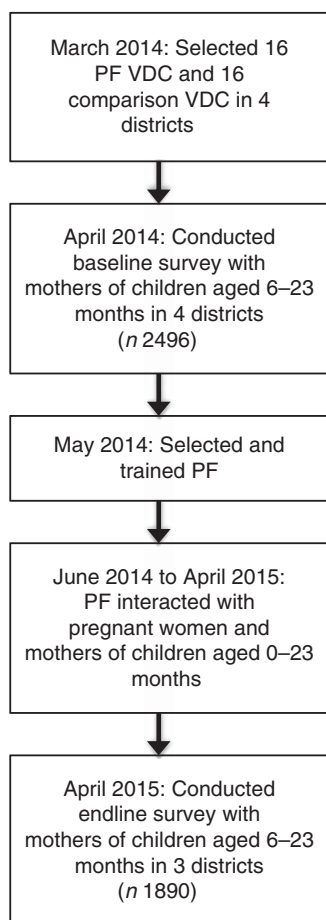 March 2014: Selected 16
PF VDC and 16
comparison VDC in 4
districts
April 2014: Conducted
baseline survey with
mothers of children aged 6–23
months in 4 districts
(n 2496)
May 2014: Selected and
trained PF
June 2014 to April 2015:
PF interacted with
pregnant women and
mothers of children aged 0–23
months
April 2015: Conducted
endline survey with
mothers of children aged 6–23
months in 3 districts
(n 1890)